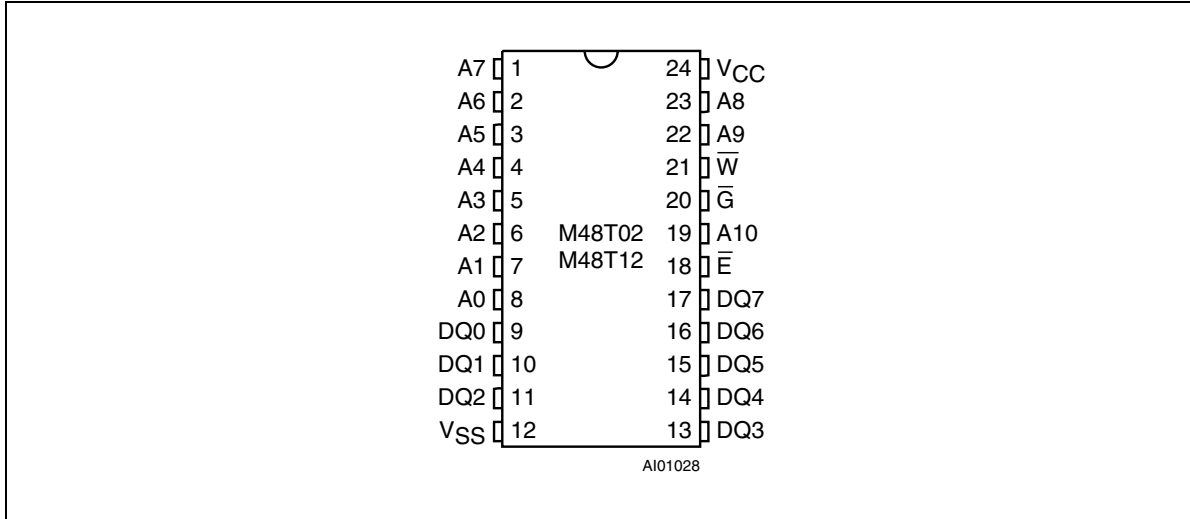 A7 1 24 VCC
A6 2 23 A8
A5 3 22 A9
A4 4 21 W̅
A3 5 20 G̅
A2 6 M48T02 19 A10
A1 7 M48T12 18 E̅
A0 8 17 DQ7
DQ0 9 16 DQ6
DQ1 10 15 DQ5
DQ2 11 14 DQ4
VSS 12 13 DQ3
AI01028